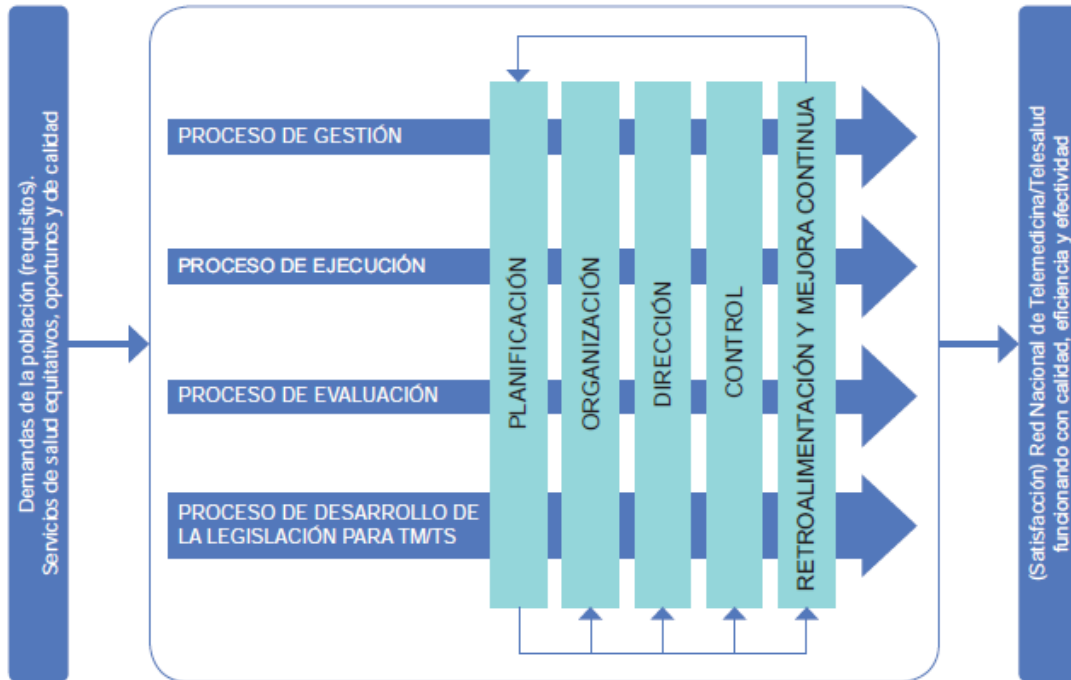 Demandas de la población (requisitos).
Servicios de salud equitativos, oportunos y de calidad
PROCESO DE GESTIÓN
PROCESO DE EJECUCIÓN
PROCESO DE EVALUACIÓN
PROCESO DE DESARROLLO DE
LA LEGISLACIÓN PARA TM/TS
PLANIFICACIÓN
ORGANIZACIÓN
DIRECCIÓN
CONTROL
RETROALIMENTACIÓN Y MEJORA CONTINUA
(Satisfacción) Red Nacional de Telemedicina/Telesalud
funcionando con calidad, eficiencia y efectividad